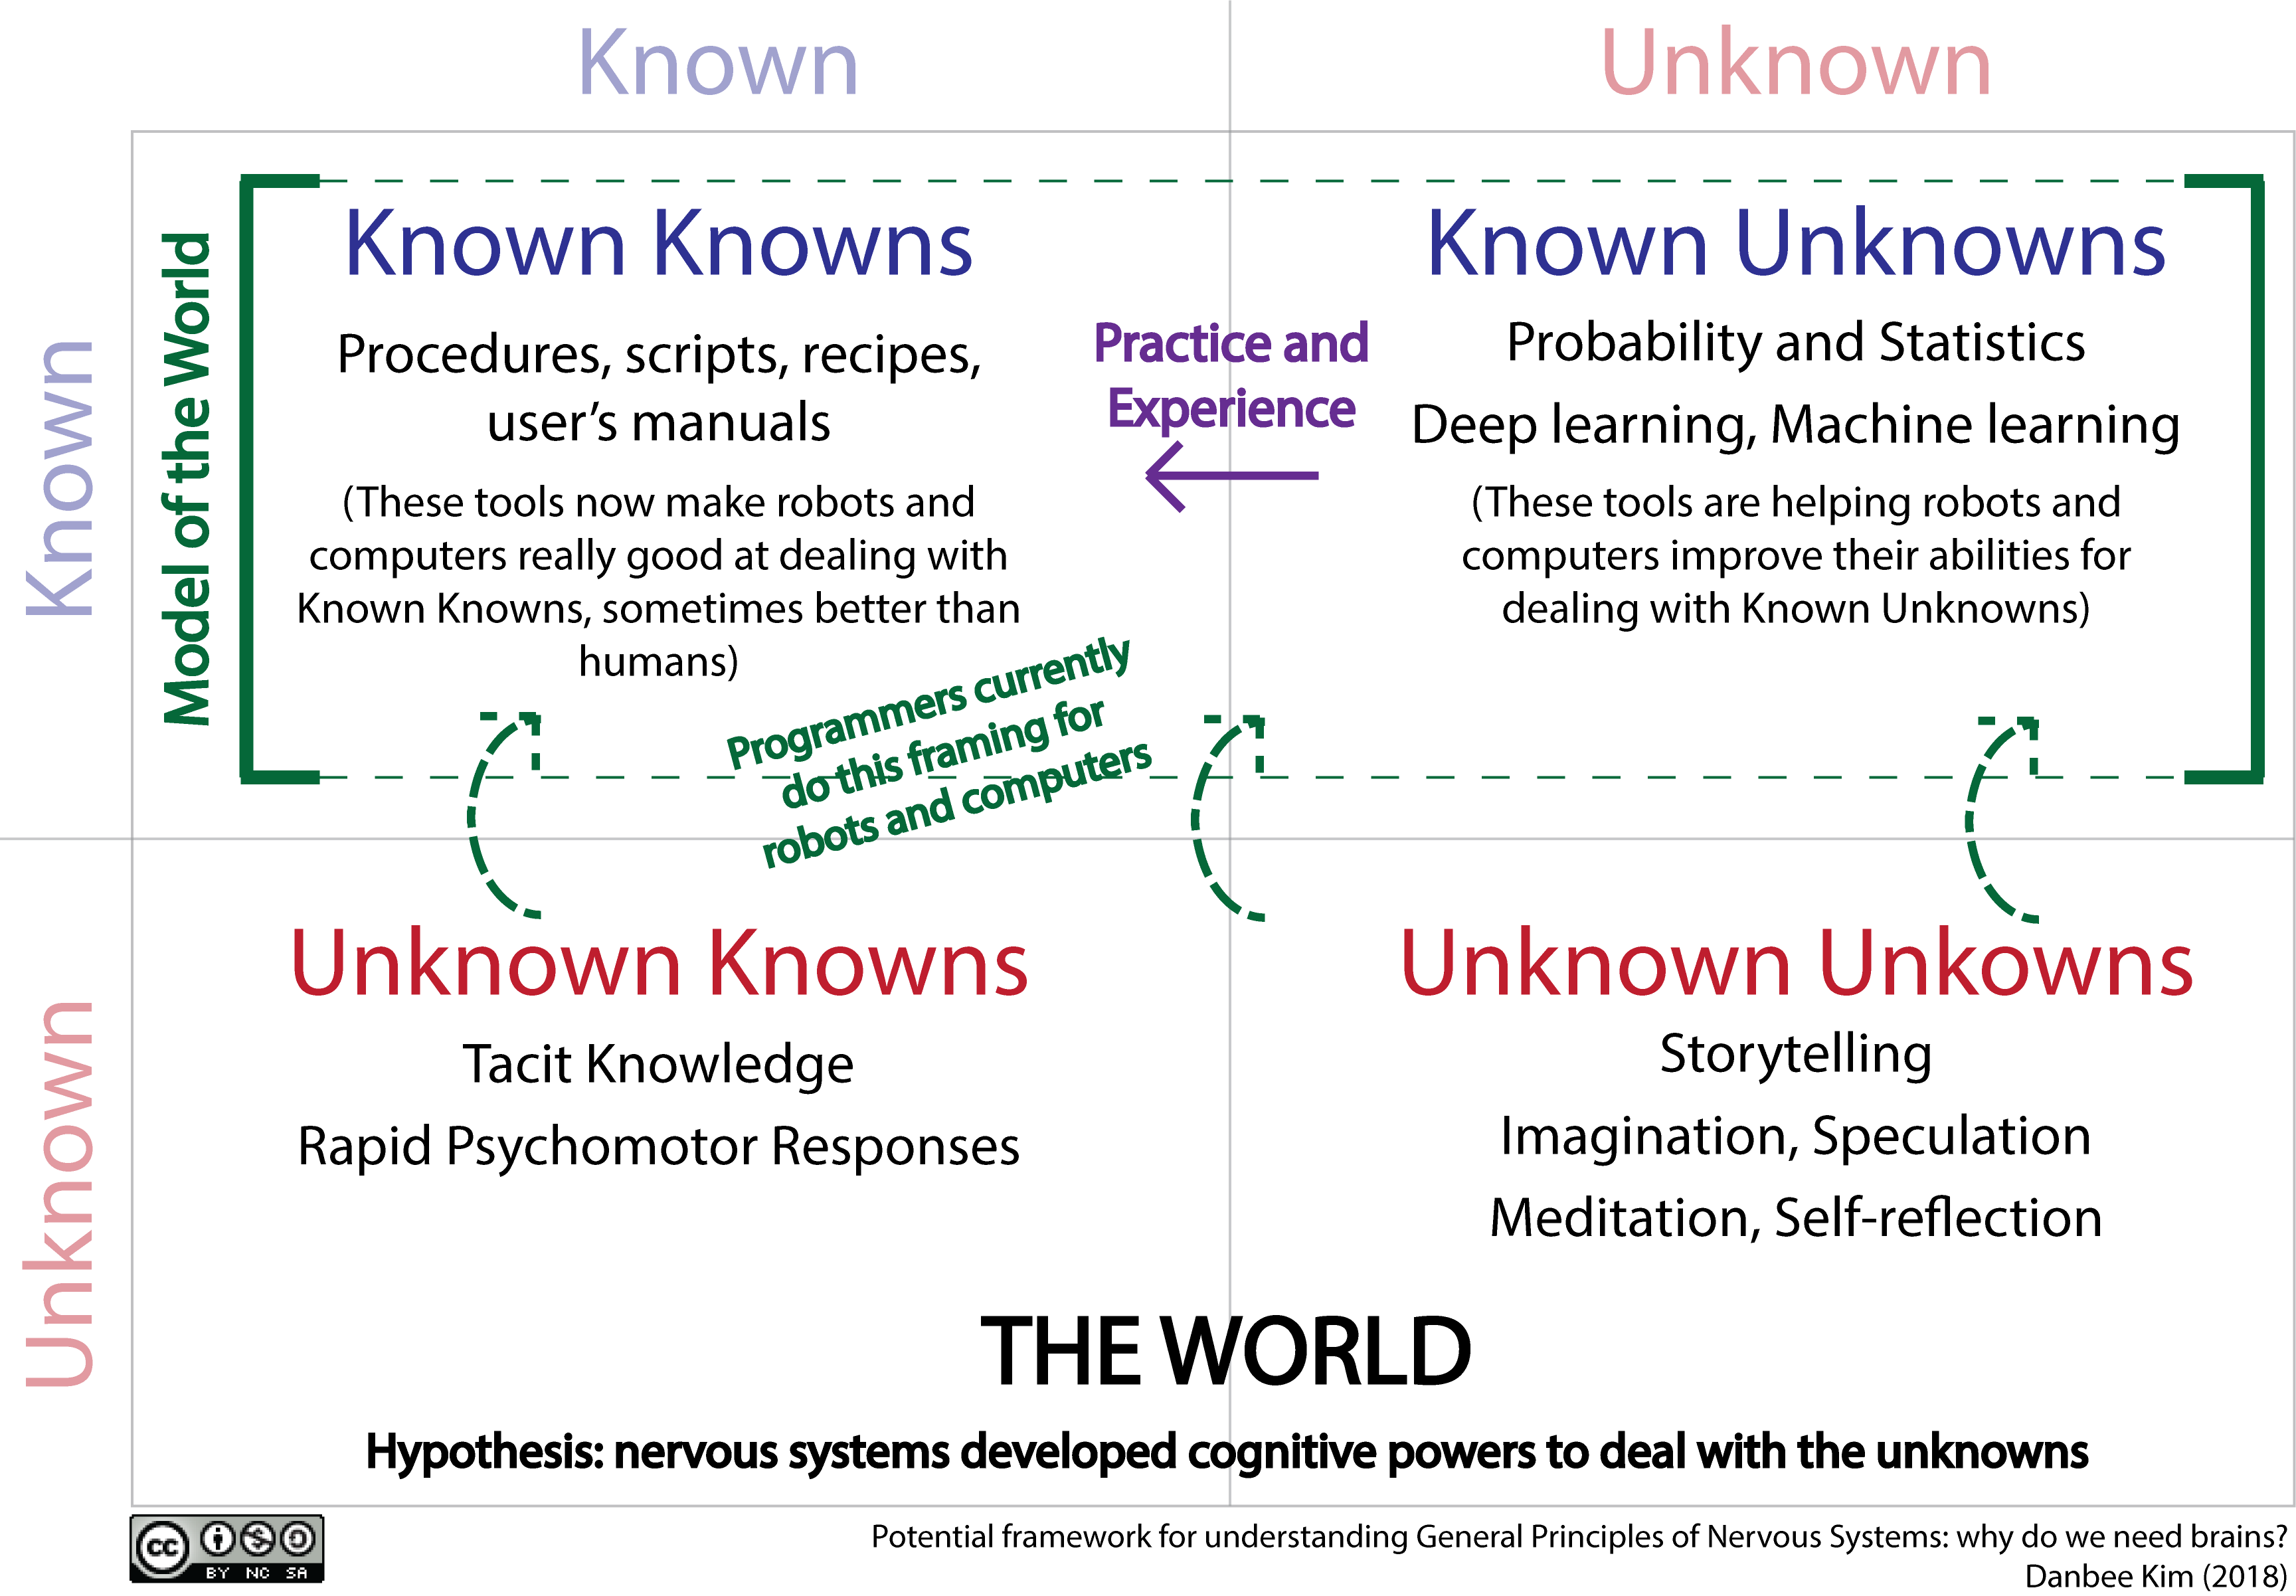 Known
Unknown
Known
Model of the World
Known Knowns
Procedures, scripts, recipes,
user’s manuals
(These tools now make robots and
computers really good at dealing with
Known Knowns, sometimes better than
humans)
Practice and
Experience
Known Unknowns
Probability and Statistics
Deep learning, Machine learning
(These tools are helping robots and
computers improve their abilities for
dealing with Known Unknowns)
Programmers currently
do this framing for
robots and computers
Unknown
Unknown Knowns
Tacit Knowledge
Rapid Psychomotor Responses
Unknown Unkowns
Storytelling
Imagination, Speculation
Meditation, Self-reflection
THE WORLD
Hypothesis: nervous systems developed cognitive powers to deal with the unknowns
cc
BY NC SA
Potential framework for understanding General Principles of Nervous Systems: why do we need brains?
Danbee Kim (2018)